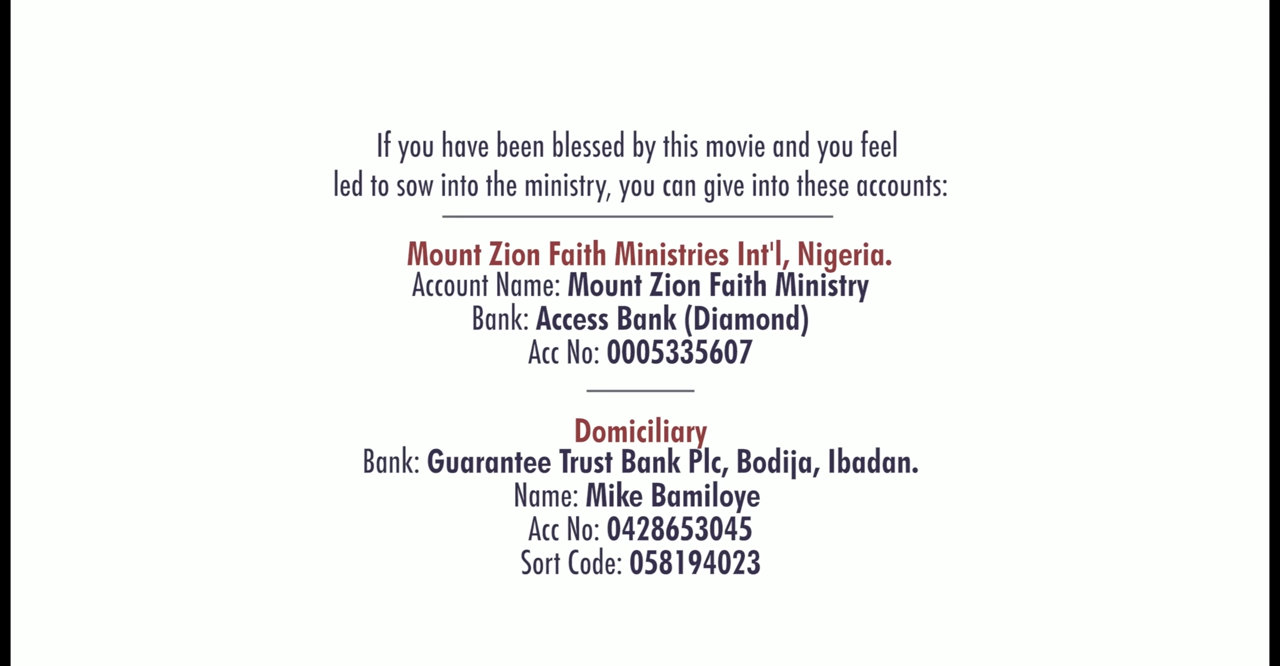 If you have been blessed by this movie and you feel
led to sow into the ministry, you can give into these accounts:
Mount Zion Faith Ministries Int'l, Nigeria.
Account Name: Mount Zion Faith Ministry
Bank: Access Bank (Diamond)
Acc No: 0005335607
Domiciliary
Bank: Guarantee Trust Bank Plc, Bodija, Ibadan.
Name: Mike Bamiloye
Acc No: 0428653045
Sort Code: 058194023